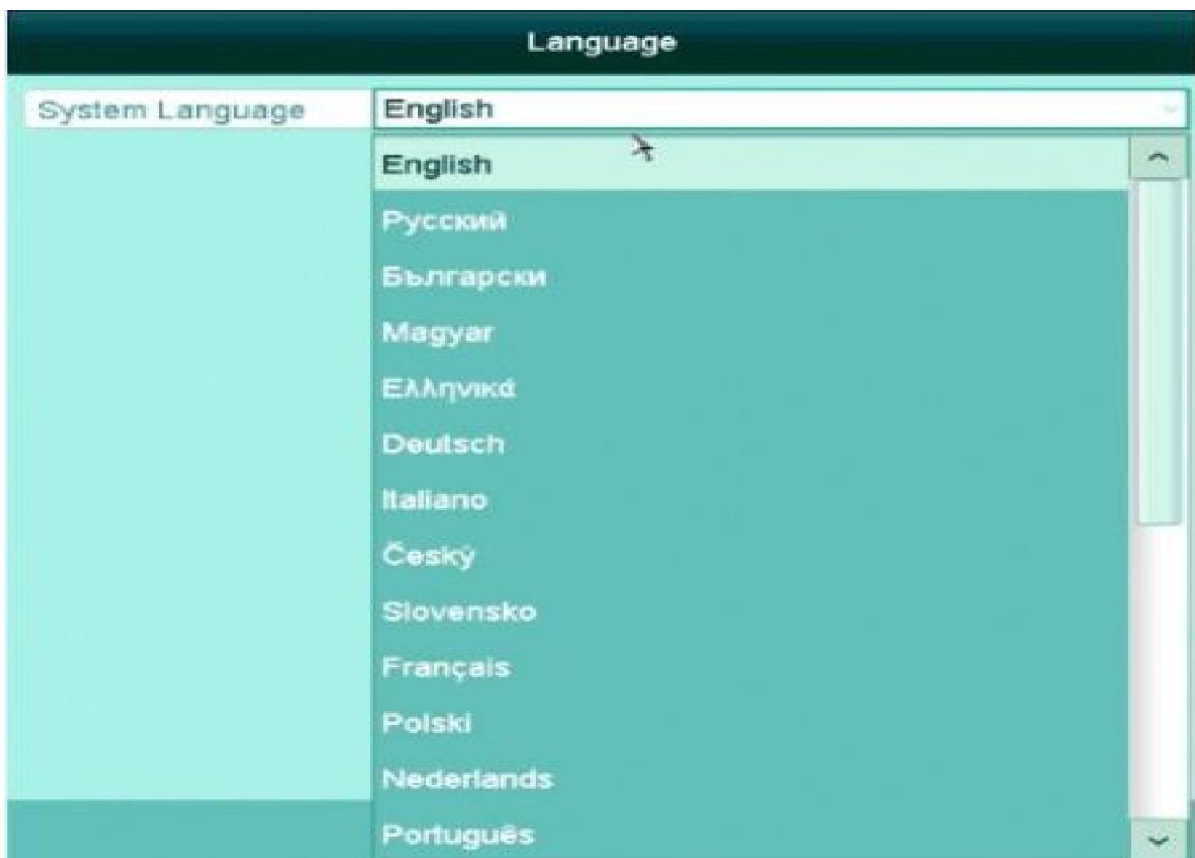 Language
System Language English
English
Русский
Български
Magyar
Ελληνικά
Deutsch
Italiano
Český
Slovensko
Français
Polski
Nederlands
Português